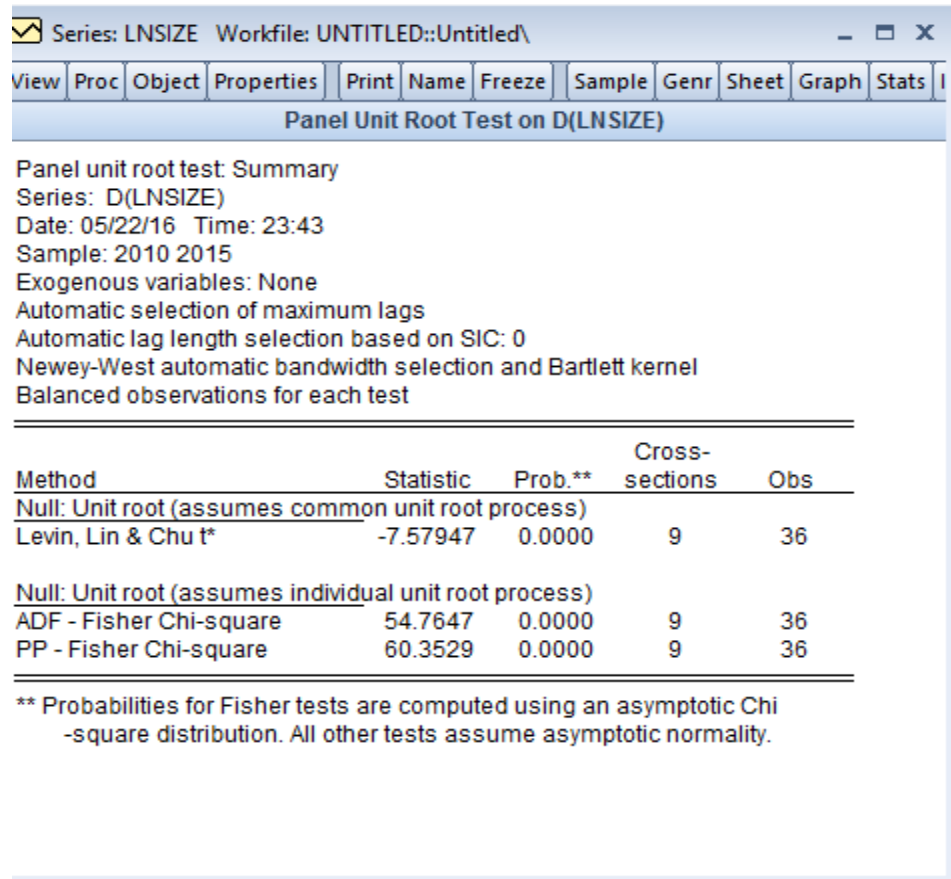 Series: LNSIZE Workfile: UNTITLED::Untitled\
View Proc Object Properties Print Name Freeze Sample Genr Sheet Graph Stats
Panel Unit Root Test on D(LNSIZE)
Panel unit root test: Summary
Series: D(LNSIZE)
Date: 05/22/16 Time: 23:43
Sample: 2010 2015
Exogenous variables: None
Automatic selection of maximum lags
Automatic lag length selection based on SIC: 0
Newey-West automatic bandwidth selection and Bartlett kernel
Balanced observations for each test
Cross-
Method Statistic Prob.** sections Obs
Null: Unit root (assumes common unit root process)
Levin, Lin & Chu t* -7.57947 0.0000 9 36
Null: Unit root (assumes individual unit root process)
ADF - Fisher Chi-square 54.7647 0.0000 9 36
PP - Fisher Chi-square 60.3529 0.0000 9 36
** Probabilities for Fisher tests are computed using an asymptotic Chi
-square distribution. All other tests assume asymptotic normality.